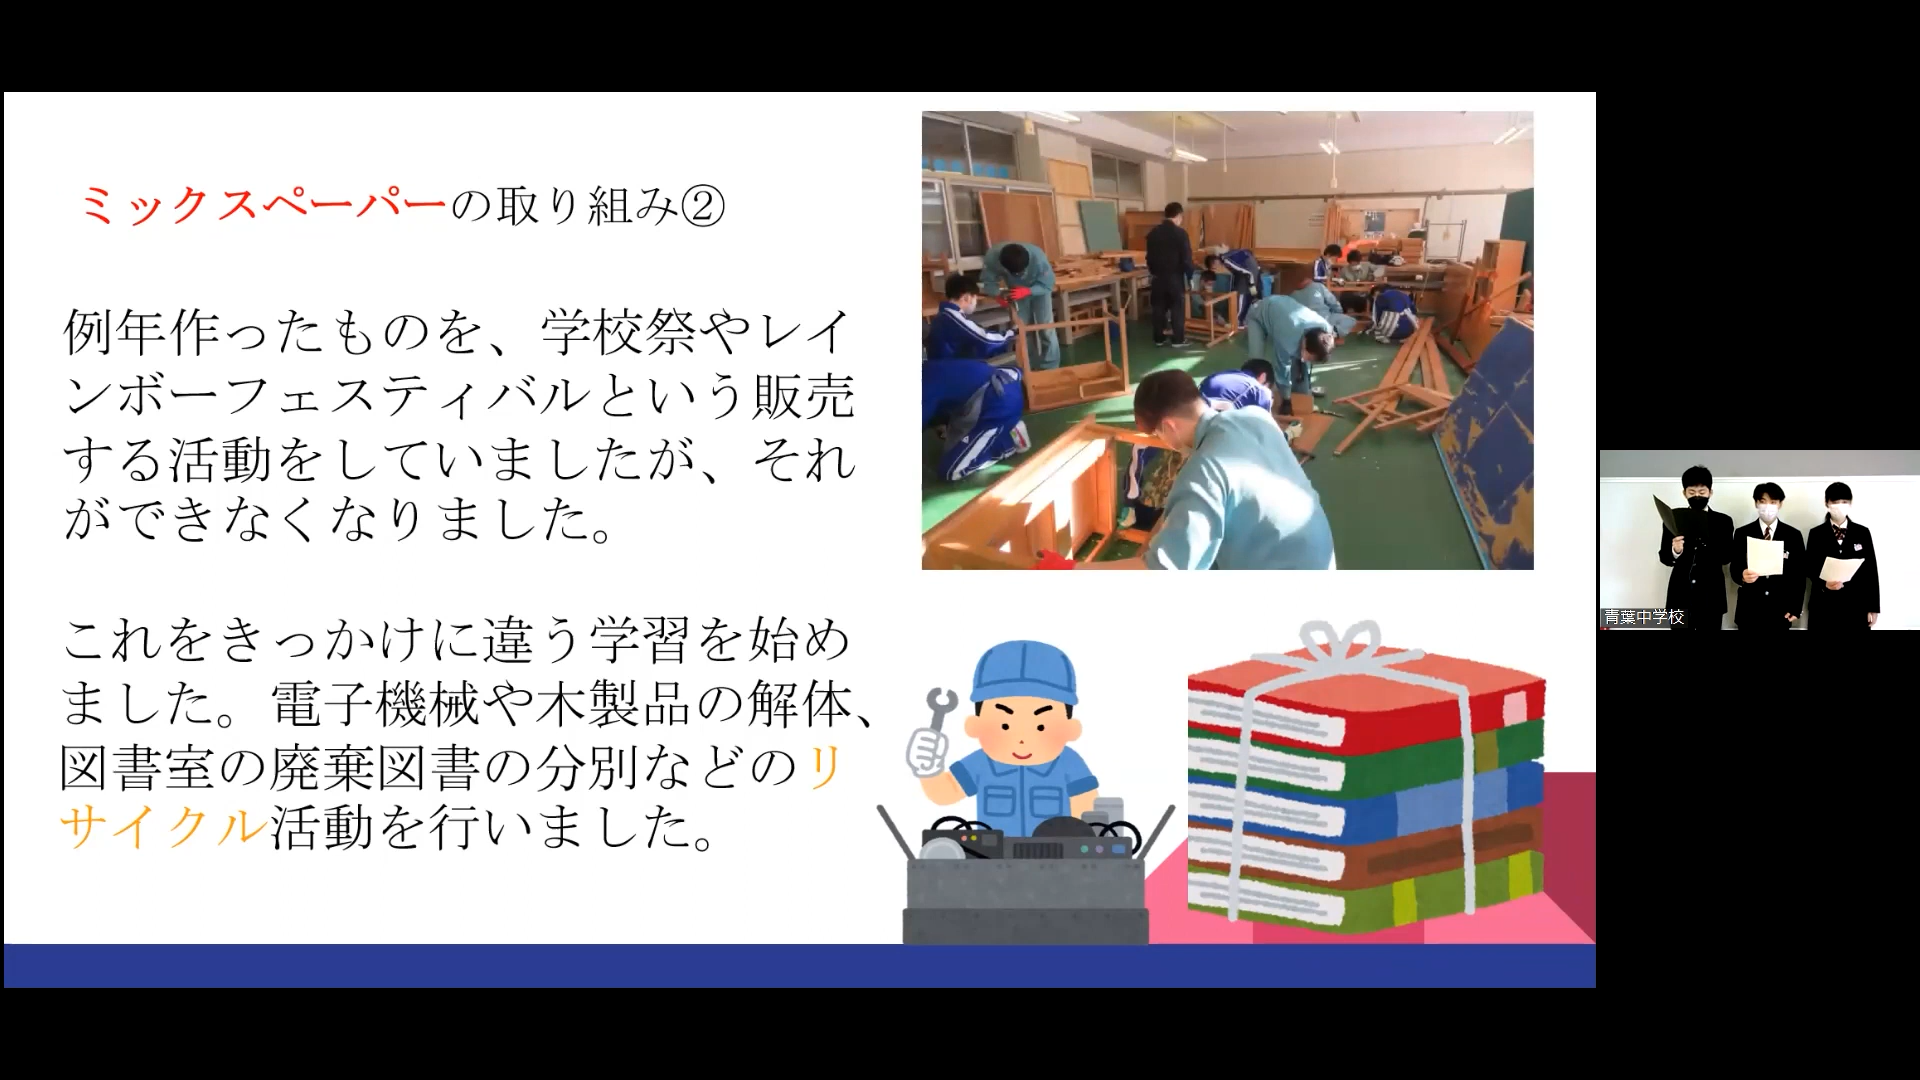 ミックスペーパーの取り組み②
例年作ったものを、学校祭やレイ
ンボーフェスティバルという販売
する活動をしていましたが、それ
ができなくなりました。
これをきっかけに違う学習を始め
ました。電子機械や木製品の解体、
図書室の廃棄図書の分別などのリ
サイクル活動を行いました。
青葉中学校